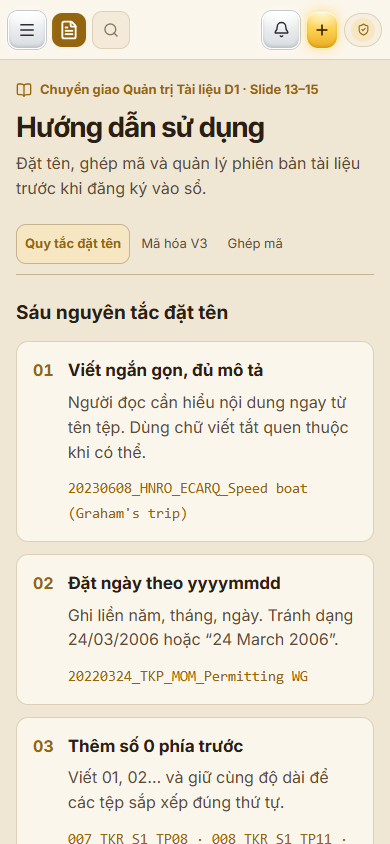 Chuyển giao Quản trị Tài liệu D1 · Slide 13–15
Hướng dẫn sử dụng
Đặt tên, ghép mã và quản lý phiên bản tài liệu
trước khi đăng ký vào sổ.
Quy tắc đặt tên
Mã hóa V3
Ghép mã
Sáu nguyên tắc đặt tên
01 Viết ngắn gọn, đủ mô tả
Người đọc cần hiểu nội dung ngay từ
tên tệp. Dùng chữ viết tắt quen thuộc
khi có thể.
20230608_HNRO_ECARQ_Speed boat
(Graham's trip)
02 Đặt ngày theo yyyymmdd
Ghi liền năm, tháng, ngày. Tránh dạng
24/03/2006 hoặc “24 March 2006”.
20220324_TKP_MOM_Permitting WG
03 Thêm số 0 phía trước
Viết 01, 02… và giữ cùng độ dài để
các tệp sắp xếp đúng thứ tự.
007_TKR_S1_TP08 · 008_TKR_S1_TP11 ·